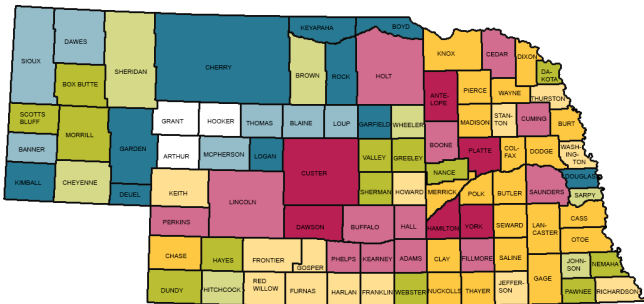 SIOUX
DAWES
SHERIDAN
CHERRY
KEYAPAHA
BOYD
BOX BUTTE
BROWN
ROCK
HOLT
KNOX
CEDAR
DIXON
DA-
KOTA
ANTE-
LOPE
PIERCE
WAYNE
THURSTON
SCOTTS
BLUFF
MORRILL
GARDEN
GRANT
HOOKER
THOMAS
BLAINE
LOUP
GARFIELD
WHEELER
MADISON
STAN-
TON
CUMING
BURT
BANNER
ARTHUR
MCPHERSON
LOGAN
CUSTER
VALLEY
GREELEY
BOONE
PLATTE
COL-
FAX
DODGE
WASH-
ING-
TON
KIMBALL
CHEYENNE
DEUEL
KEITH
LINCOLN
SHERMAN
HOWARD
NANCE
MERRICK
POLK
BUTLER
SAUNDERS
DOUGLAS
SARPY
PERKINS
DAWSON
BUFFALO
HALL
HAMILTON
YORK
SEWARD
LAN-
CASTER
CASS
OTOE
CHASE
HAYES
FRONTIER
GOSPER
PHELPS
KEARNEY
ADAMS
CLAY
FILLMORE
SALINE
GAGE
JOHN-
SON
NEMAHA
DUNDY
HITCHCOCK
RED
WILLOW
FURNAS
HARLAN
FRANKLIN
WEBSTER
NUCKOLLS
THAYER
JEFFER-
SON
PAWNEE
RICHARDSON